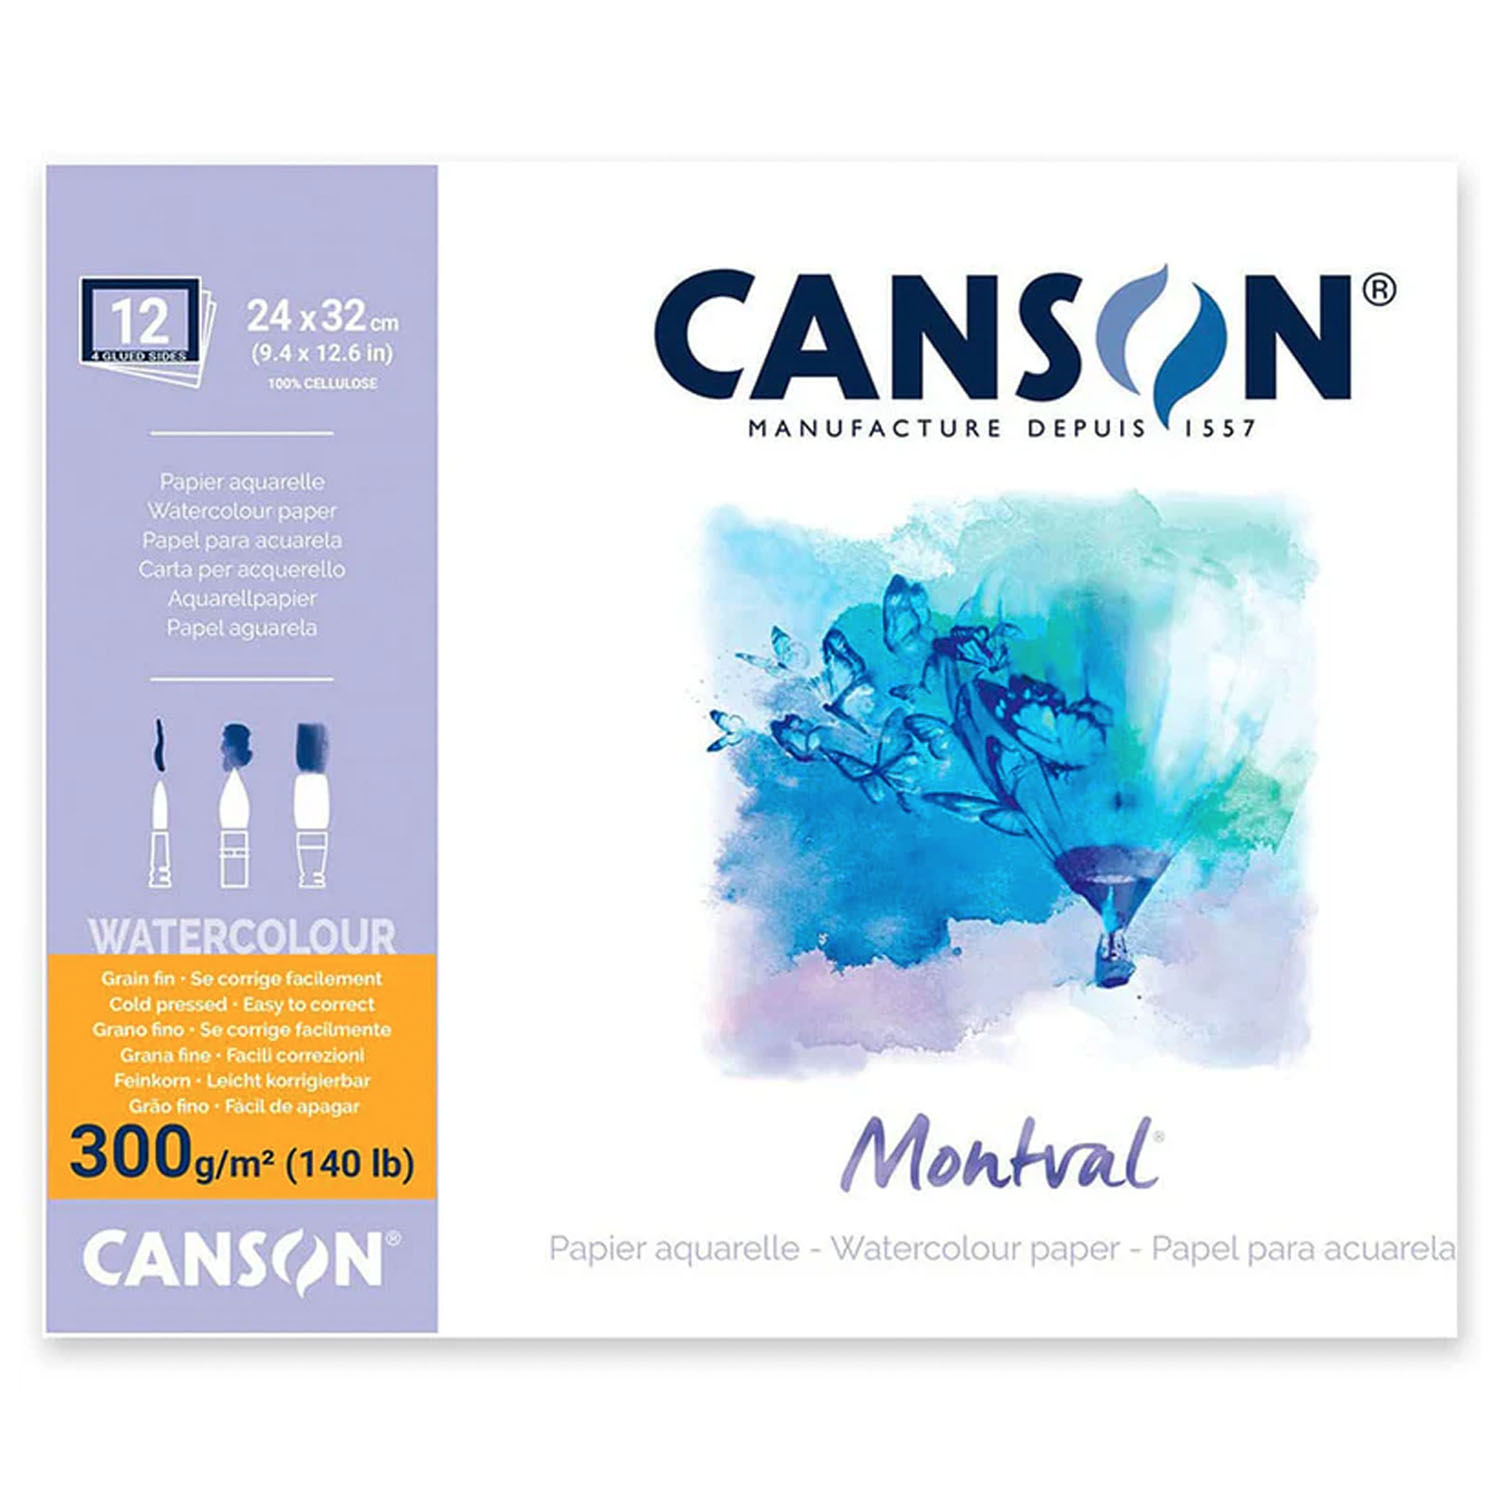 12
4 GLUED SIDES
24 x 32 cm
(9.4 x 12.6 in)
100% CELLULOSE
Papier aquarelle
Watercolour paper
Papel para acuarela
Carta per acquerello
Aquarellpapier
Papel aguarela
WATERCOLOUR
Grain fin • Se corrige facilement
Cold pressed • Easy to correct
Grano fino • Se corrige facilmente
Grana fine • Facili correzioni
Feinkorn • Leicht korrigierbar
Grão fino • Fácil de apagar
300g/m² (140 lb)
CANSON®
CANSON®
MANUFACTURE DEPUIS 1557
Montval®
Papier aquarelle - Watercolour paper - Papel para acuarela